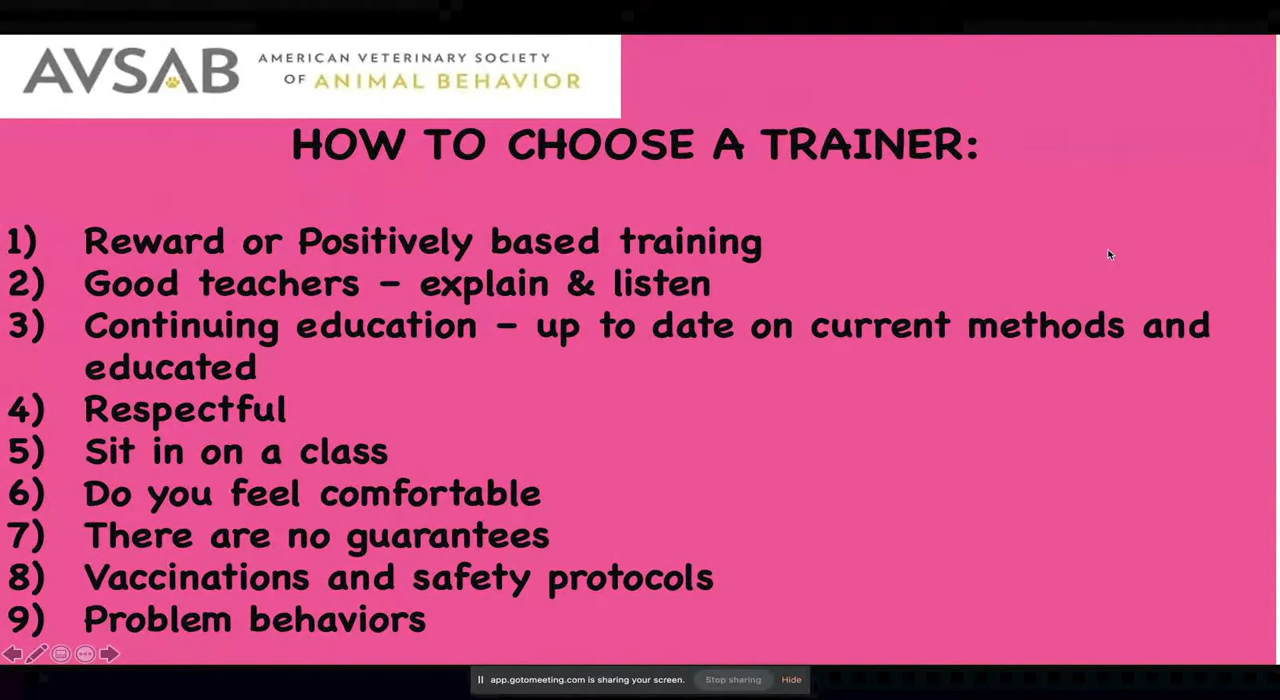 AVSAB
AMERICAN VETERINARY SOCIETY
OF ANIMAL BEHAVIOR
HOW TO CHOOSE A TRAINER:
1) Reward or Positively based training
2) Good teachers – explain & listen
3) Continuing education – up to date on current methods and
educated
4) Respectful
5) Sit in on a class
6) Do you feel comfortable
7) There are no guarantees
8) Vaccinations and safety protocols
9) Problem behaviors
app.gotomeeting.com is sharing your screen. Stop sharing Hide